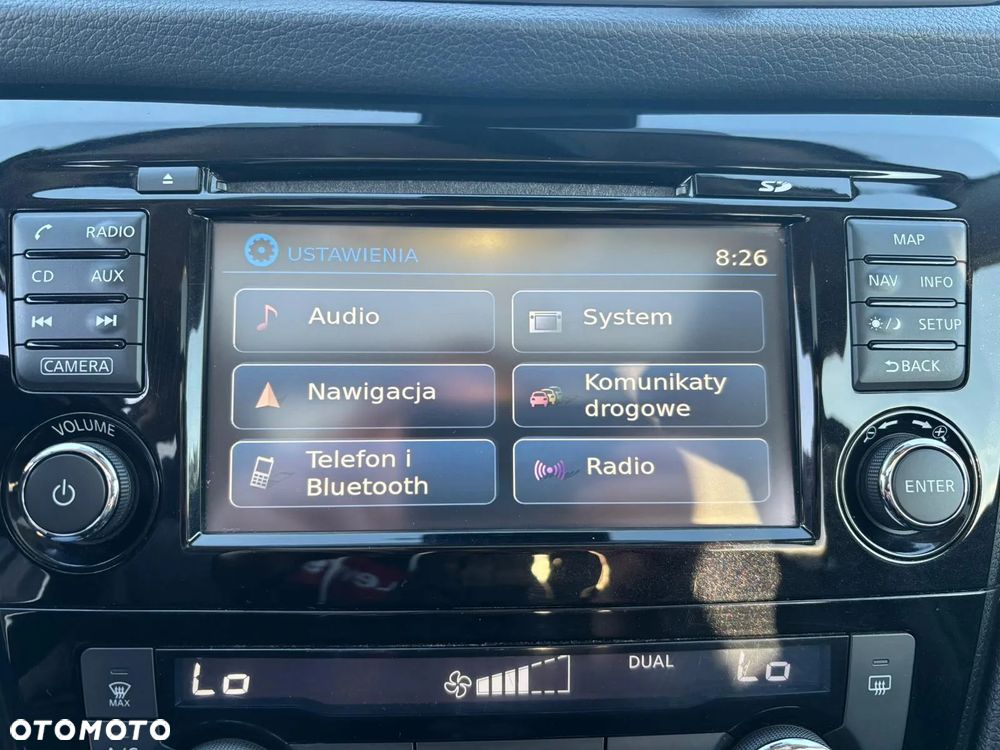 SD
RADIO
CD AUX
CAMERA
VOLUME
USTAWIENIA 8:26
Audio
System
Nawigacja
Komunikaty
drogowe
Telefon i
Bluetooth
Radio
MAP
NAV INFO
SETUP
BACK
ENTER
Levi's
Lo
DUAL
Lo
MAX
OTOMOTO